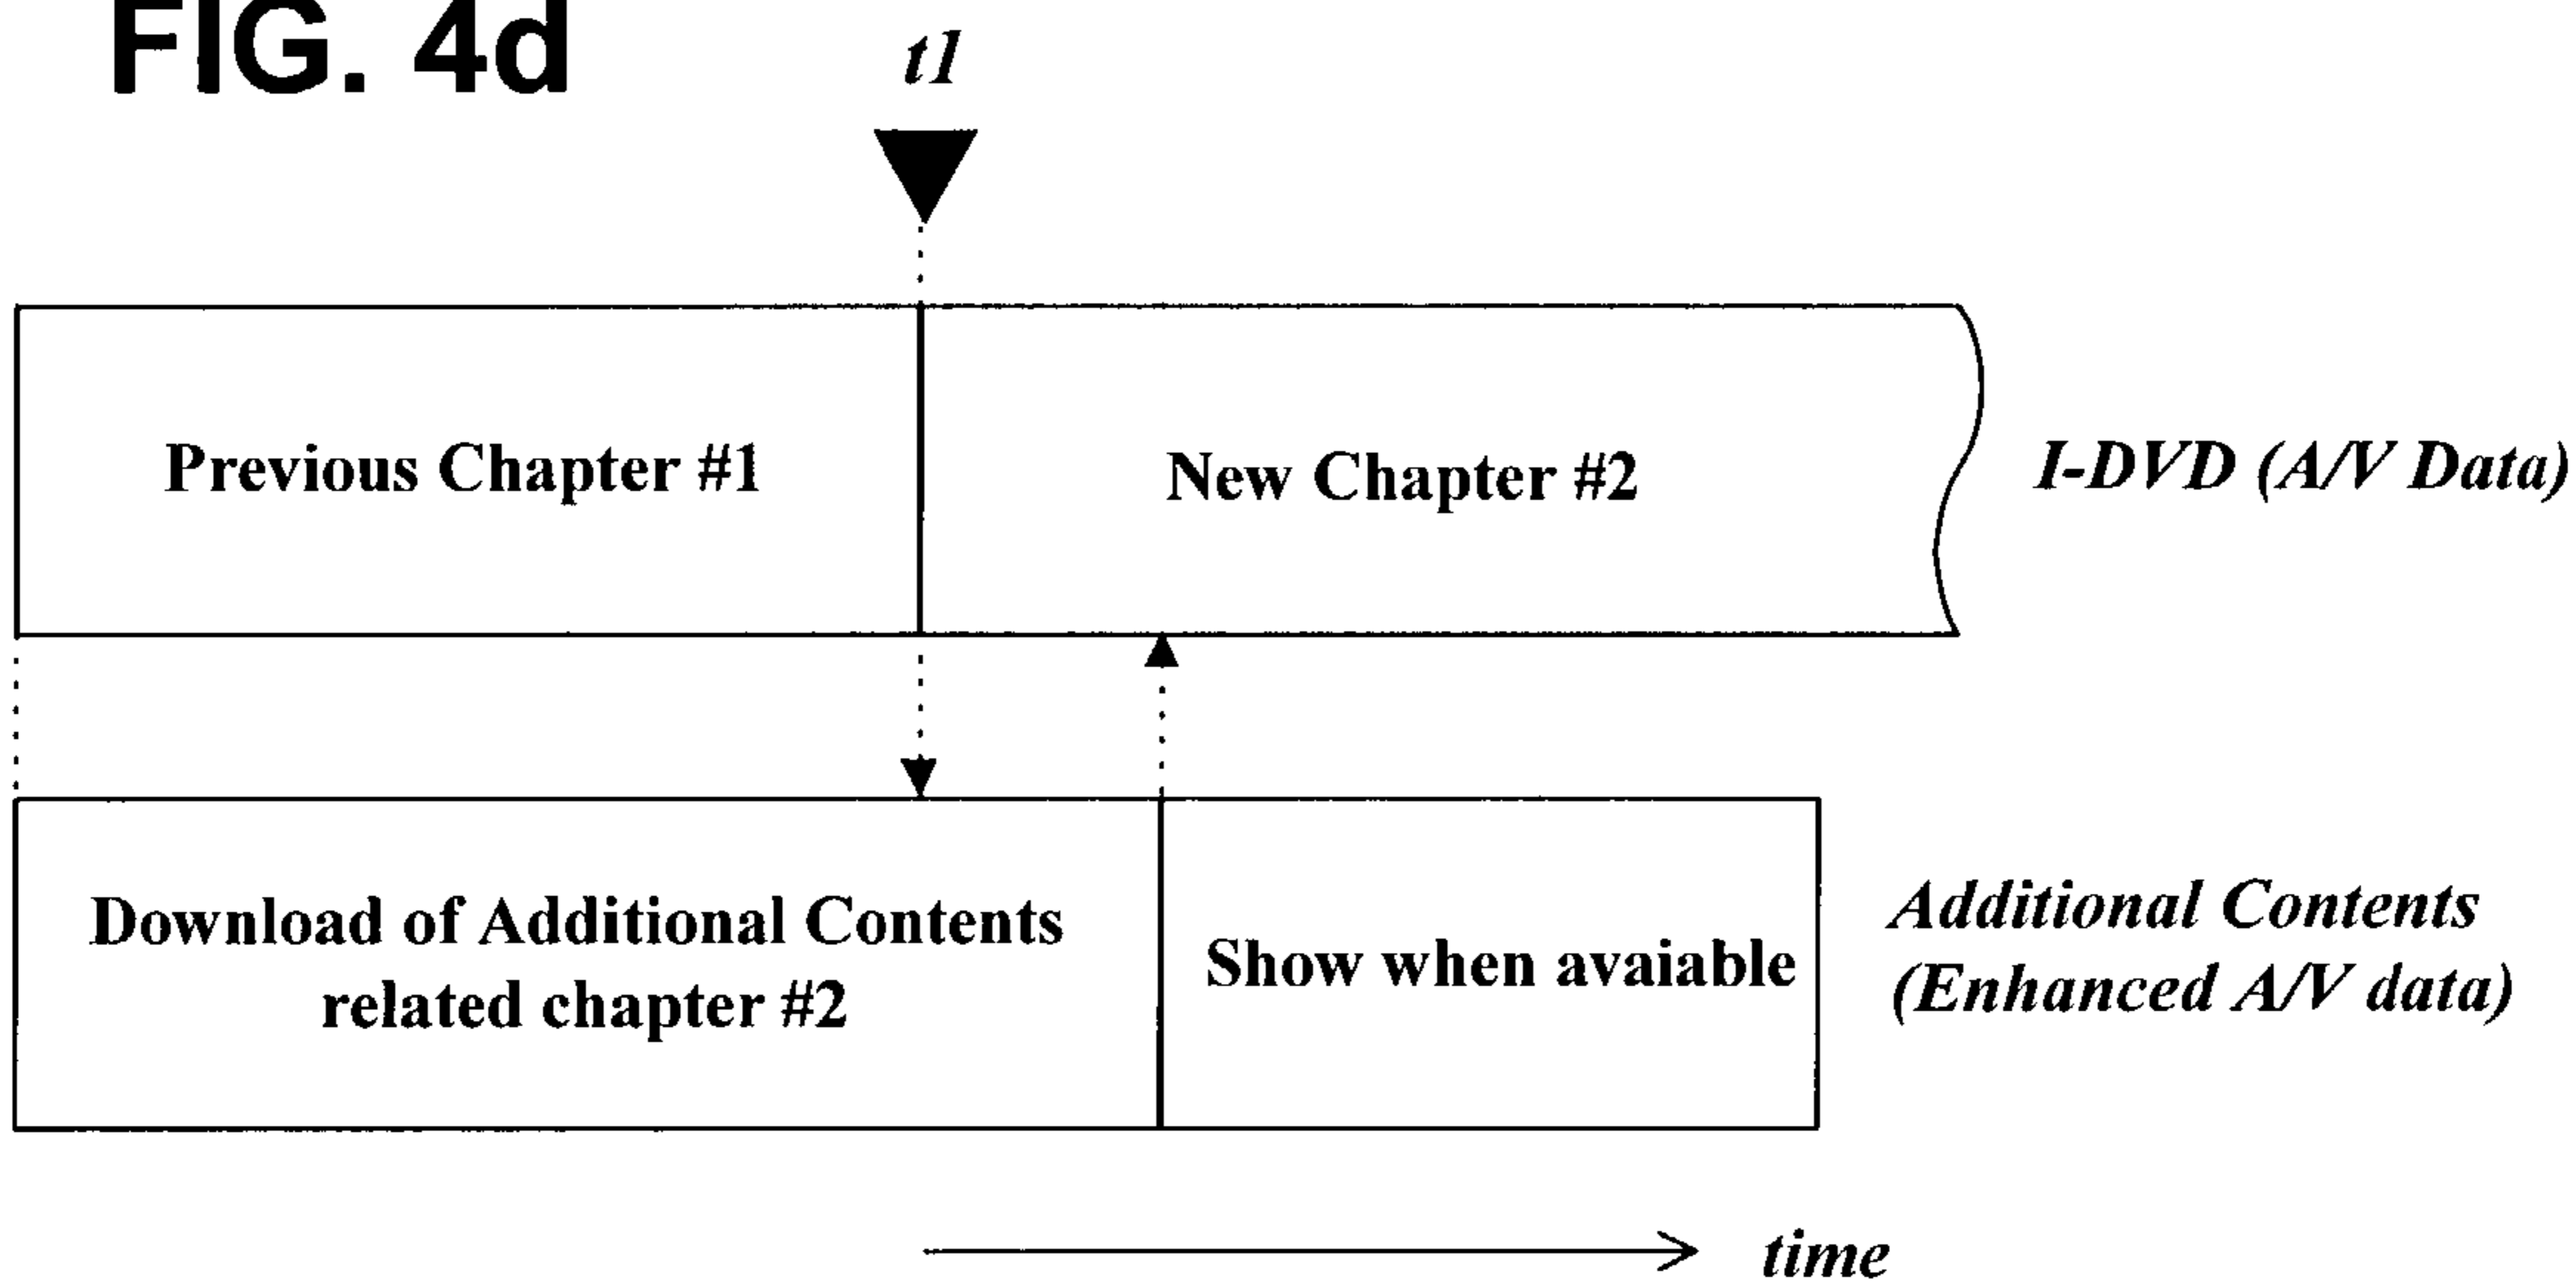 FIG. 4d
t1
Previous Chapter #1
New Chapter #2
I-DVD (A/V Data)
Download of Additional Contents
related chapter #2
Show when avaiable
Additional Contents
(Enhanced A/V data)
time